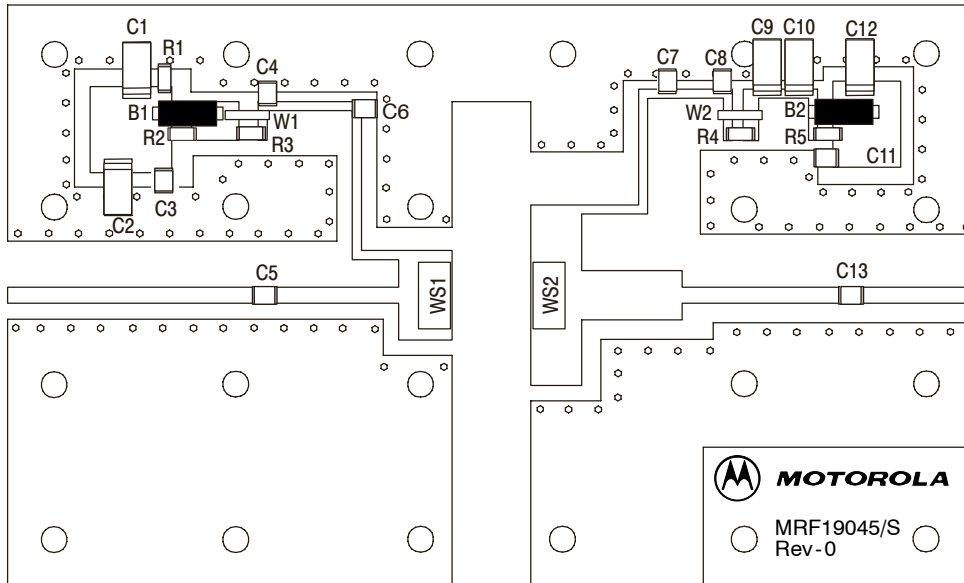 C1
R1
C4
C6
B1
R2
W1
R3
C2
C3
C7
C8
C9
C10
C12
W2
R4
B2
R5
C11
C5
WS1
WS2
C13
MOTOROLA
MRF19045/S
Rev-0